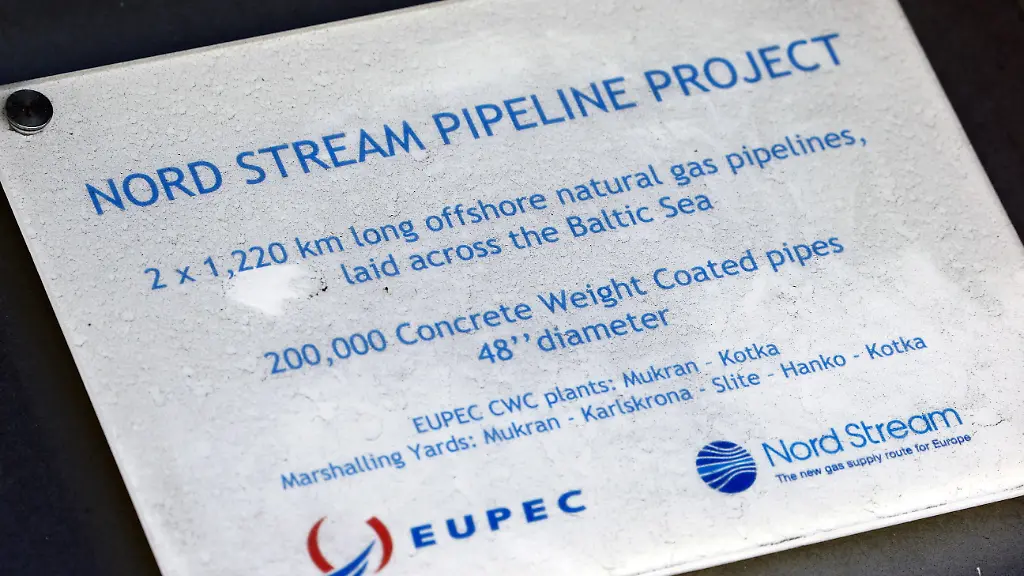 NORD STREAM PIPELINE PROJECT
2 x 1,220 km long offshore natural gas pipelines,
laid across the Baltic Sea
200,000 Concrete Weight Coated pipes
48'' diameter
EUPEC CWC plants: Mukran - Kotka
Marshalling Yards: Mukran - Karlskrona - Slite - Hanko - Kotka
Nord Stream
The new gas supply route for Europe
EUPEC